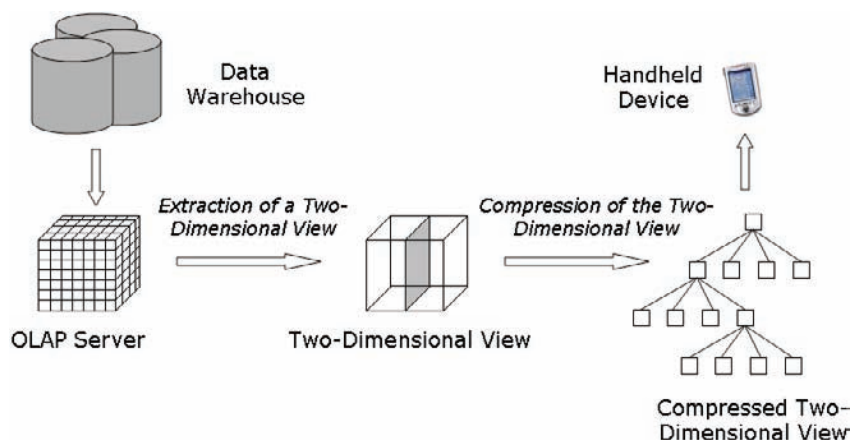 Data
Warehouse
Handheld
Device
Extraction of a Two-
Dimensional View
Compression of the Two-
Dimensional View
OLAP Server
Two-Dimensional View
Compressed Two-
Dimensional View